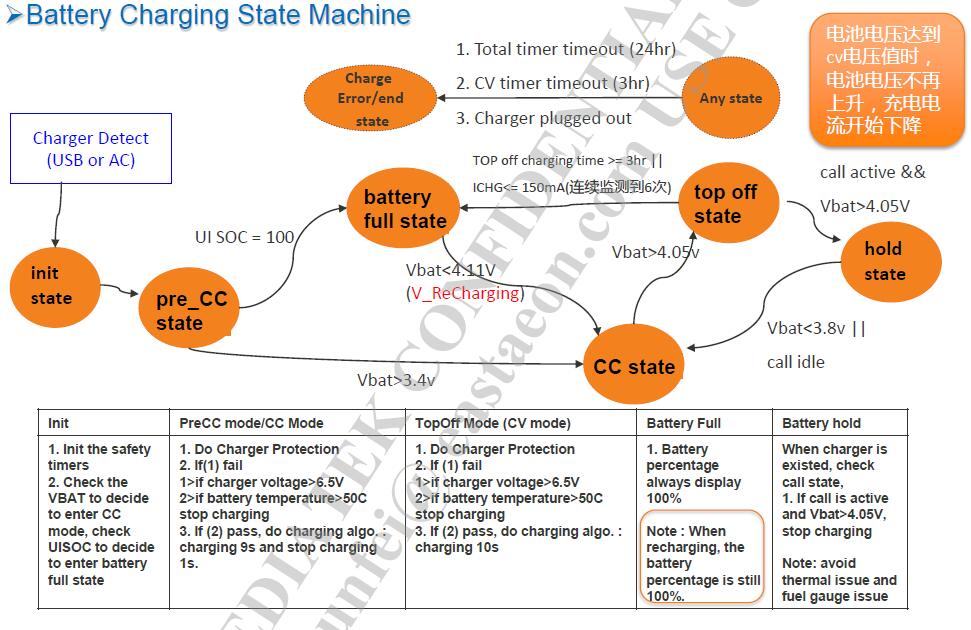 Battery Charging State Machine
电池电压达到
cv电压值时，
电池电压不再
上升，充电电
流开始下降
1. Total timer timeout (24hr)
2. CV timer timeout (3hr)
3. Charger plugged out
Charge
Error/end
state
Any state
Charger Detect
(USB or AC)
TOP off charging time >= 3hr ||
ICHG<= 150mA(连续监测到6次)
call active &&
Vbat>4.05V
battery
full state
top off
state
UI SOC = 100
Vbat>4.05v
hold
state
init
state
Vbat<4.11V
(V_ReCharging)
pre_CC
state
Vbat<3.8v ||
call idle
CC state
Vbat>3.4v
Init
1. Init the safety
timers
2. Check the
VBAT to decide
to enter CC
mode, check
UISOC to decide
to enter battery
full state
PreCC mode/CC Mode
1. Do Charger Protection
2. If(1) fail
1>if charger voltage>6.5V
2>if battery temperature>50C
stop charging
3. If (2) pass, do charging algo. :
charging 9s and stop charging
1s.
TopOff Mode (CV mode)
1. Do Charger Protection
2. If (1) fail
1>if charger voltage>6.5V
2>if battery temperature>50C
stop charging
3. If (2) pass, do charging algo. :
charging 10s
Battery Full
1. Battery
percentage
always display
100%
Note : When
recharging, the
battery
percentage is still
100%.
Battery hold
When charger is
existed, check
call state,
1. If call is active
and Vbat>4.05V,
stop charging
Note: avoid
thermal issue and
fuel gauge issue